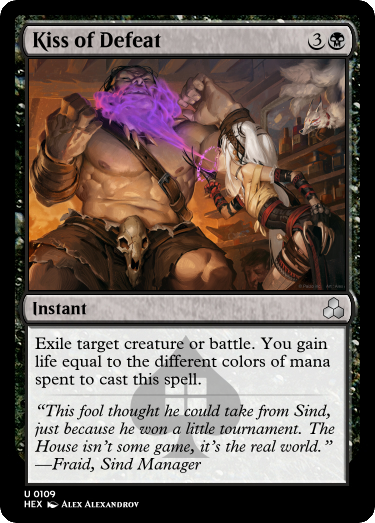 Kiss of Defeat 3
Instant
Exile target creature or battle. You gain
life equal to the different colors of mana
spent to cast this spell.
“This fool thought he could take from Sind,
just because he won a little tournament. The
House isn’t some game, it’s the real world.”
—Fraid, Sind Manager
U 0109
HEX Alex Alexandrov